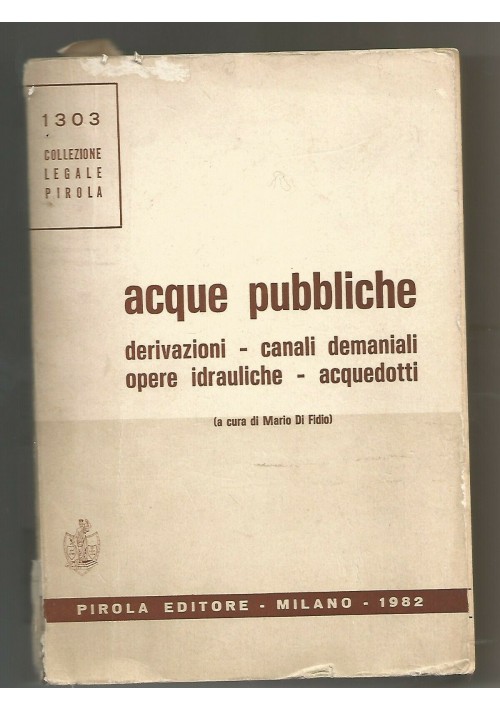 1303
COLLEZIONE
LEGALE
PIROLA
acque pubbliche
derivazioni - canali demaniali
opere idrauliche - acquedotti
(a cura di Mario Di Fidio)
PIROLA EDITORE - MILANO - 1982